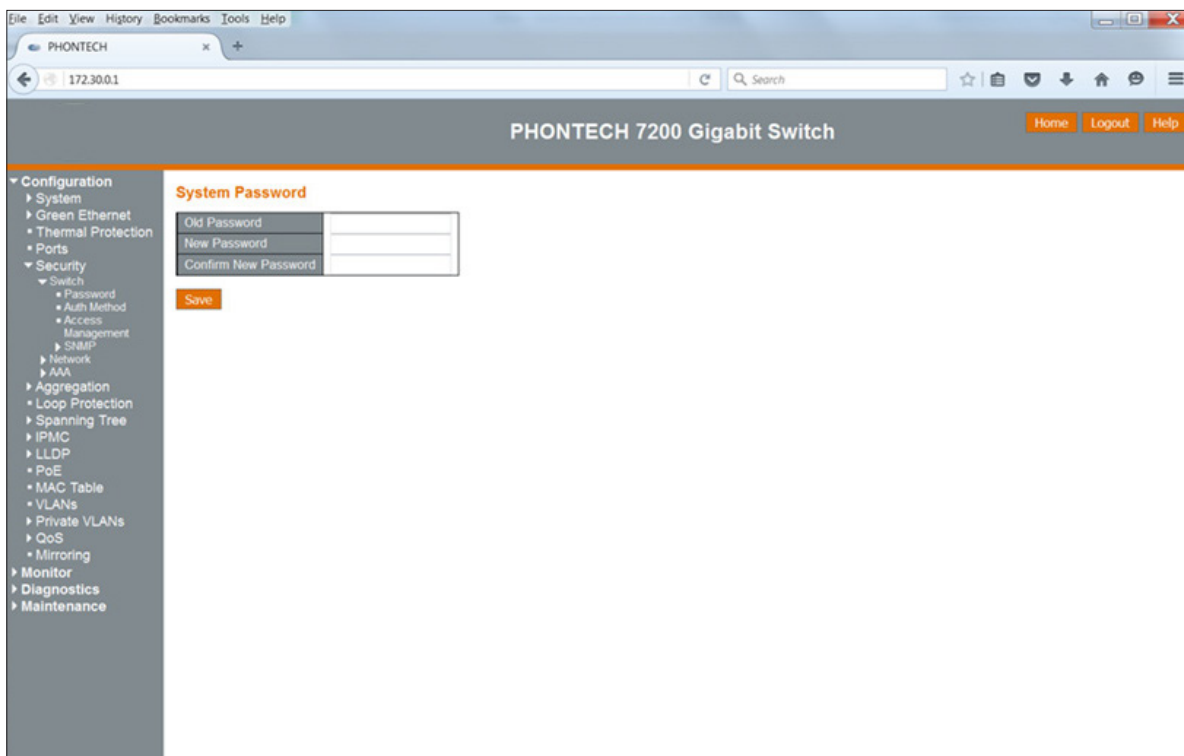 File Edit View History Bookmarks Tools Help
PHONTECH
172.30.0.1
Search
PHONTECH 7200 Gigabit Switch
Home Logout Help
Configuration
System
Green Ethernet
Thermal Protection
Ports
Security
Switch
Password
Auth Method
Access
Management
SNMP
Network
AAA
Aggregation
Loop Protection
Spanning Tree
IPMC
LLDP
PoE
MAC Table
VLANs
Private VLANs
QoS
Mirroring
Monitor
Diagnostics
Maintenance
System Password
Old Password
New Password
Confirm New Password
Save